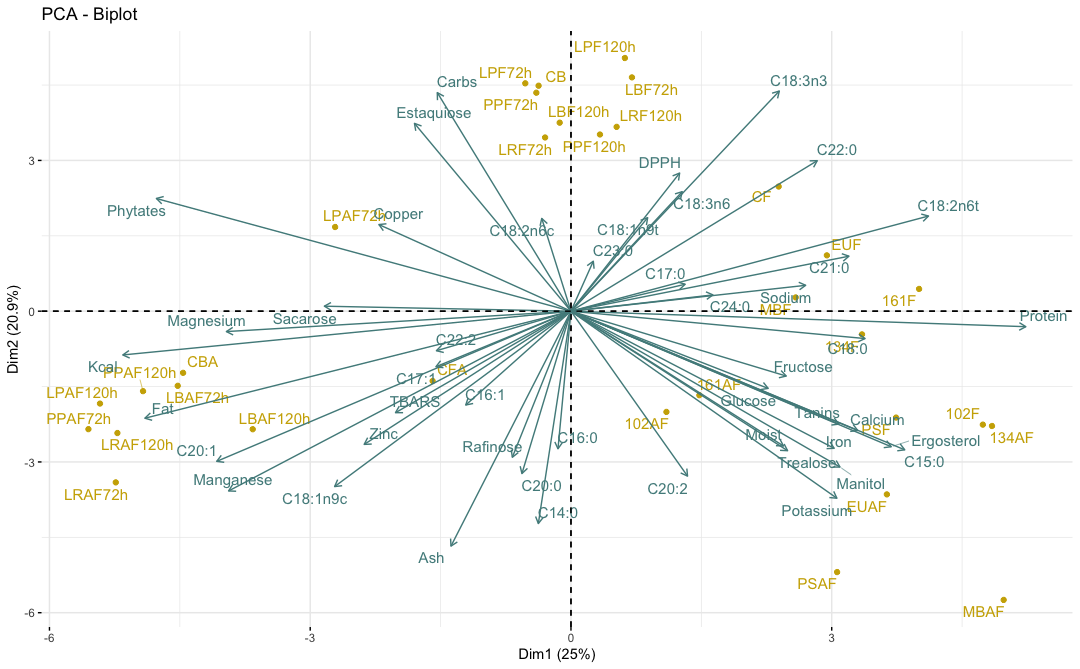 PCA - Biplot
LPF120h
LPF72h
CB
Carbs
C18:3n3
LBF72h
PPF72h
Estaquiose
LBF120h
LRF120h
LRF72h
PPF120h
C22:0
DPPH
CF
C18:3n6
C18:2n6t
Phytates
LPAF72h
Copper
C18:2n6c
C18:1n9t
EUF
C23:0
C21:0
C17:0
Sodium
161F
C24:0
MBF
Protein
Sacarose
Magnesium
C22:2
134F
C18:0
Kcal
CBA
PPAF120h
CFA
Fructose
C17:1
161AF
LPAF120h
LBAF72h
C16:1
TBARS
Glucose
Fat
Tanins
PPAF72h
LBAF120h
102AF
Calcium
102F
PSF
Zinc
C16:0
Moist
134AF
LRAF120h
Rafinose
Iron
Ergosterol
C20:1
Trealose
C15:0
Manganese
C20:0
C20:2
Manitol
LRAF72h
C18:1n9c
C14:0
Potassium
EUAF
Ash
PSAF
MBAF
3
0
-3
-6
Dim2 (20.9%)
-6
-3
0
3
Dim1 (25%)